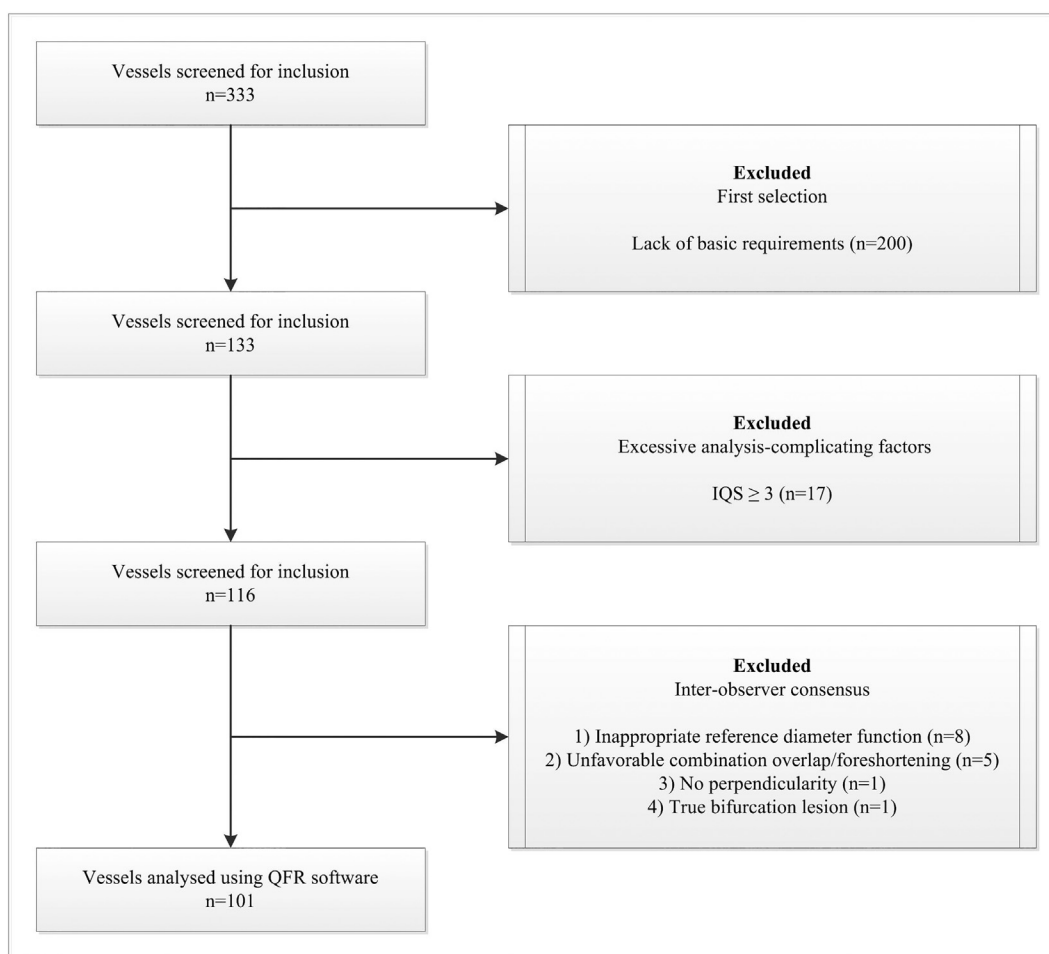 Vessels screened for inclusion
n=333
Excluded
First selection
Lack of basic requirements (n=200)
Vessels screened for inclusion
n=133
Excluded
Excessive analysis-complicating factors
IQS ≥ 3 (n=17)
Vessels screened for inclusion
n=116
Excluded
Inter-observer consensus
1) Inappropriate reference diameter function (n=8)
2) Unfavorable combination overlap/foreshortening (n=5)
3) No perpendicularity (n=1)
4) True bifurcation lesion (n=1)
Vessels analysed using QFR software
n=101